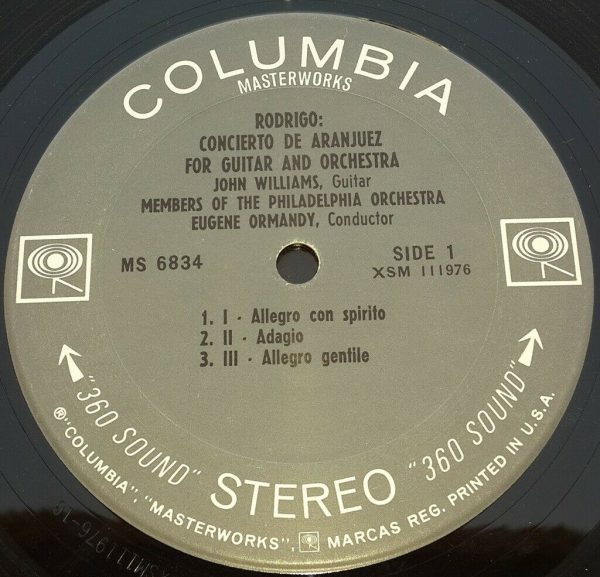 COLUMBIA
MASTERWORKS
RODRIGO:
CONCIERTO DE ARANJUEZ
FOR GUITAR AND ORCHESTRA
JOHN WILLIAMS, Guitar
MEMBERS OF THE PHILADELPHIA ORCHESTRA
EUGENE ORMANDY, Conductor
MS 6834
SIDE 1
XSM 111976
1. I - Allegro con spirito
2. II - Adagio
3. III - Allegro gentile
"360 SOUND" STEREO "360 SOUND"
®"COLUMBIA", "MASTERWORKS", MARCAS REG. PRINTED IN U.S.A.